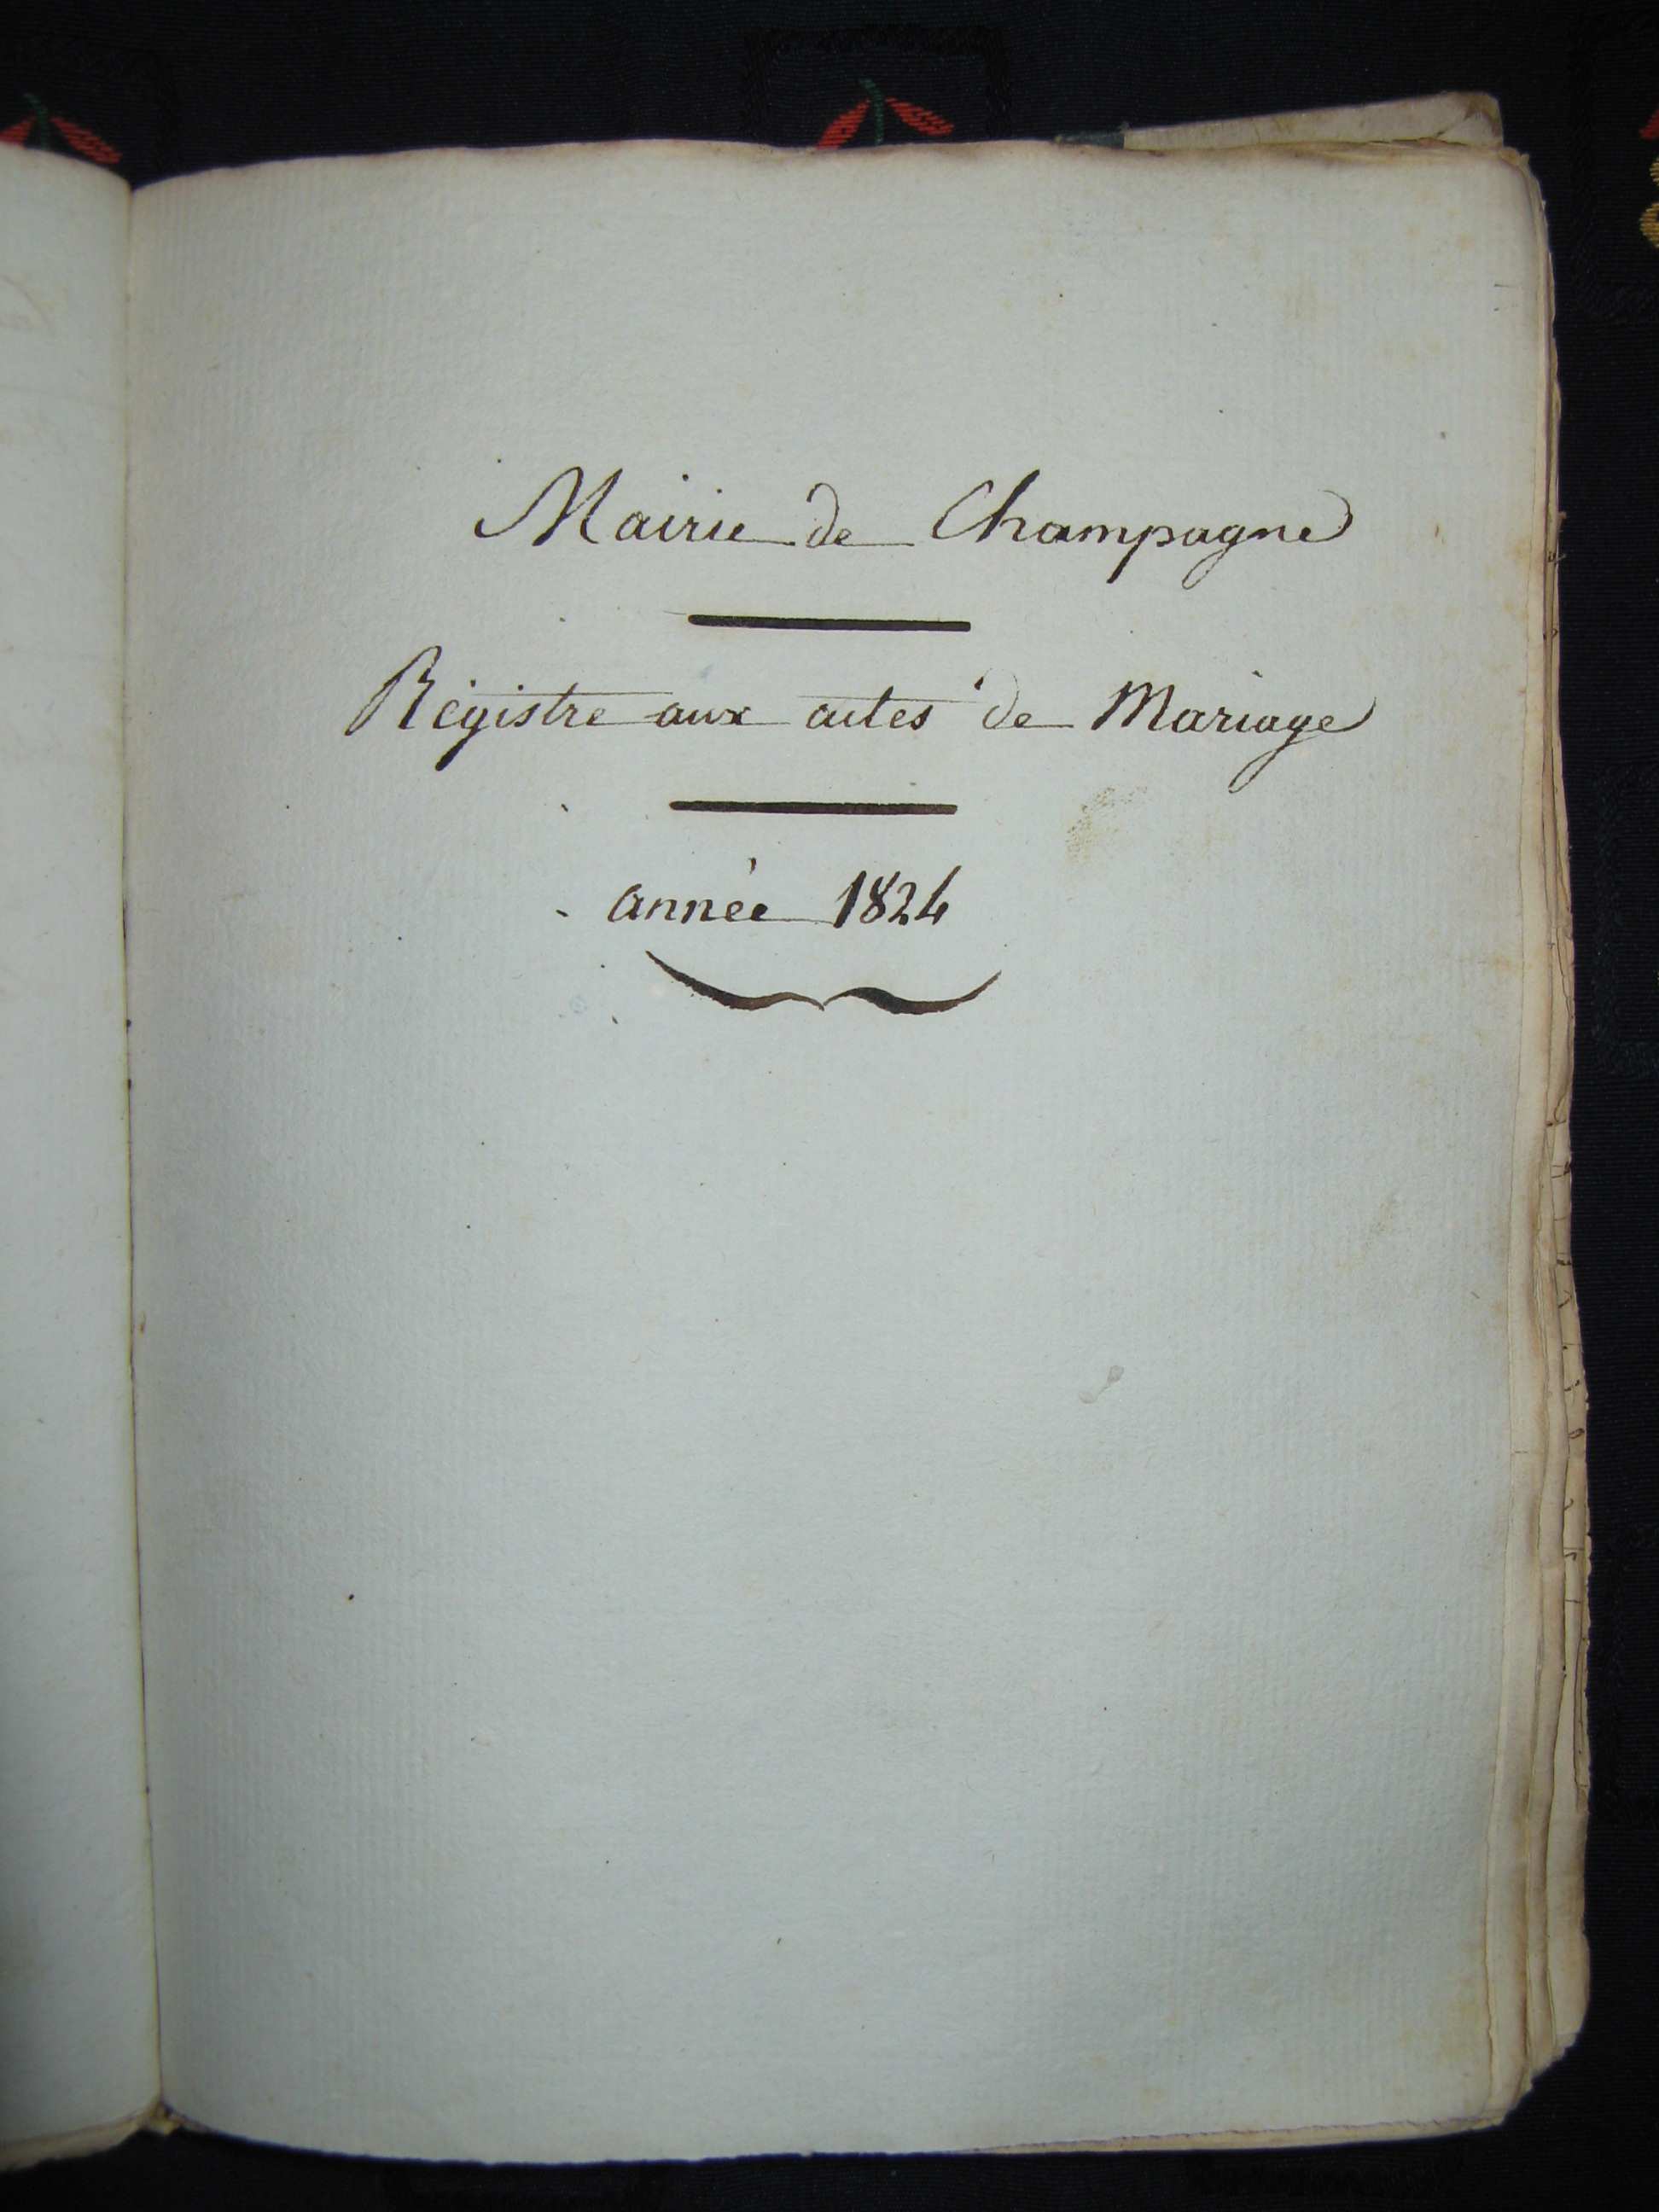 Mairie de Champagne
Régistre aux actes de Mariage
année 1824